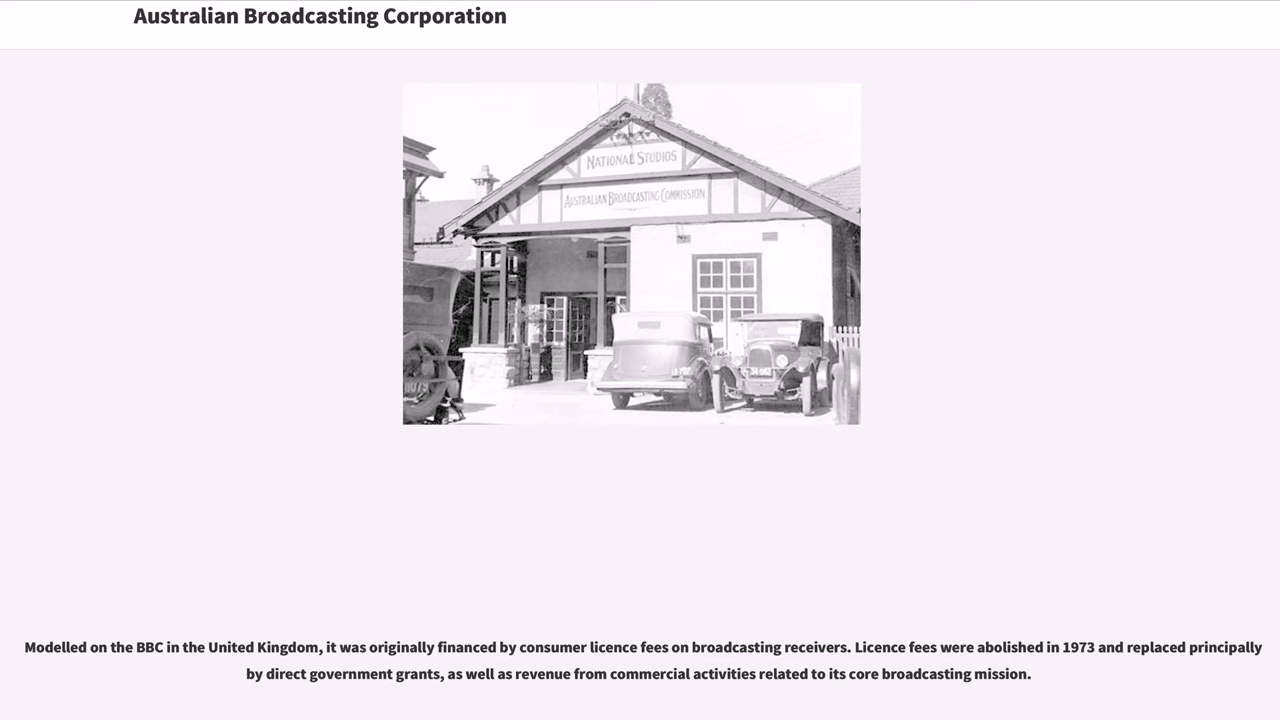 Australian Broadcasting Corporation
NATIONAL STUDIOS
AUSTRALIAN BROADCASTING COMMISSION
Modelled on the BBC in the United Kingdom, it was originally financed by consumer licence fees on broadcasting receivers. Licence fees were abolished in 1973 and replaced principally
by direct government grants, as well as revenue from commercial activities related to its core broadcasting mission.